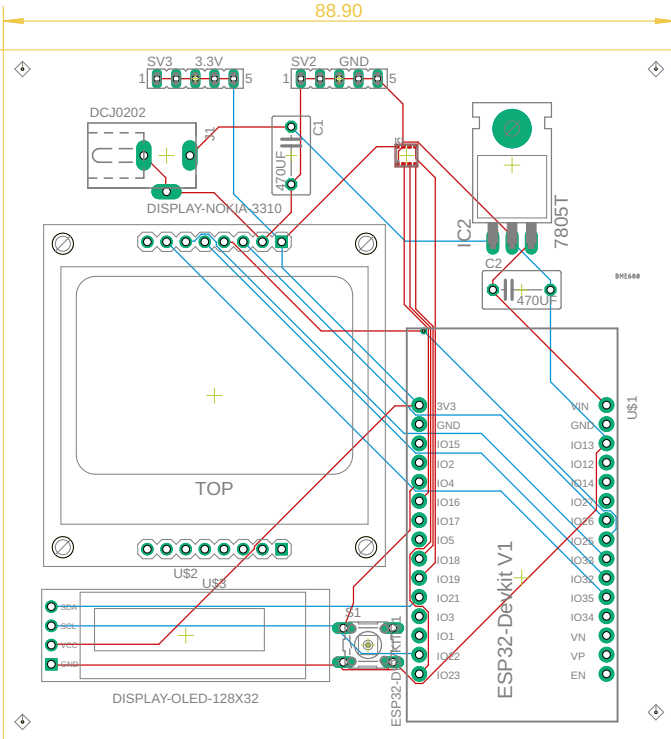 88.90
SV3 3.3V
1 5
SV2 GND
1 5
DCJ0202
J1
C1
470UF
DISPLAY-NOKIA-3310
IC2
7805T
C2
470UF
BME680
U$1
3V3
GND
IO15
IO2
IO4
IO16
IO17
IO5
IO18
IO19
IO21
IO3
IO1
IO22
IO23
VIN
GND
IO13
IO12
IO14
IO27
IO26
IO25
IO33
IO32
IO35
IO34
VN
VP
EN
ESP32-Devkit V1
TOP
U$2
U$3
SDA
SCL
VCC
GND
S1
DISPLAY-OLED-128X32